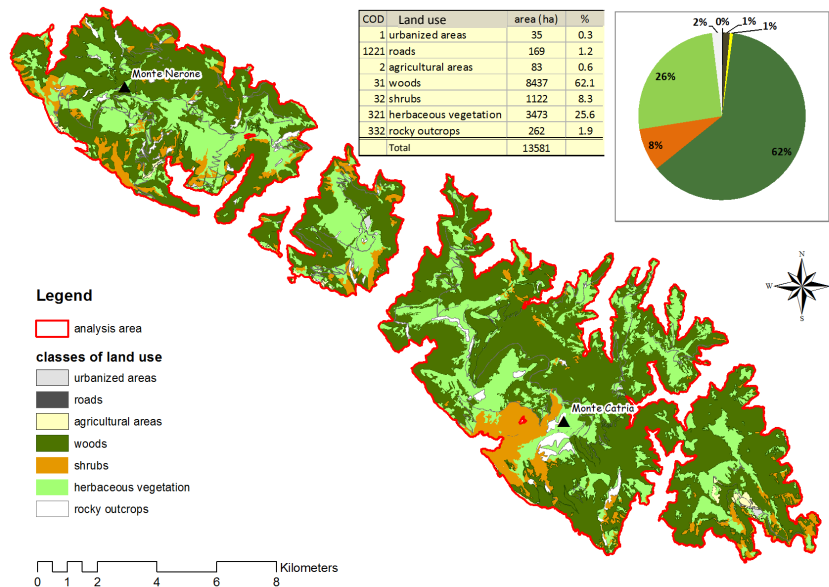 COD Land use area (ha) %
1 urbanized areas 35 0.3
1221 roads 169 1.2
2 agricultural areas 83 0.6
31 woods 8437 62.1
32 shrubs 1122 8.3
321 herbaceous vegetation 3473 25.6
332 rocky outcrops 262 1.9
Total 13581
2% 0% 1% 1%
26%
8%
62%
Monte Nerone
N
W E
S
Monte Catria
Legend
analysis area
classes of land use
urbanized areas
roads
agricultural areas
woods
shrubs
herbaceous vegetation
rocky outcrops
Kilometers
0 1 2 4 6 8